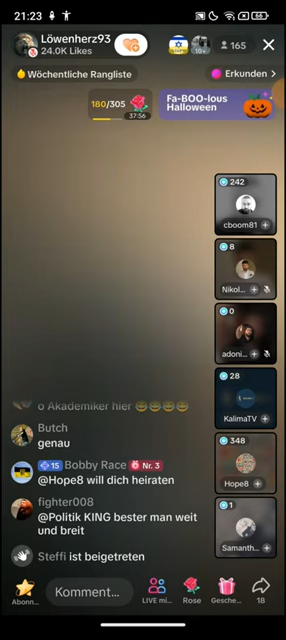 21:23
66
Löwenherz93
24.0K Likes
10+
165
Wöchentliche Rangliste
Erkunden >
180/305
37:56
Fa-BOO-lous
Halloween
242
cboom81
8
Nikol...
0
adoni...
28
KalimaTV
348
Hope8
1
Samanth...
o Akademiker hier 😅😅😅😅
Butch
genau
15 Bobby Race Nr. 3
@Hope8 will dich heiraten
fighter008
@Politik KING bester man weit
und breit
Steffi ist beigetreten
Abonn...
Komment...
LIVE mi...
Rose
Gesche...
18